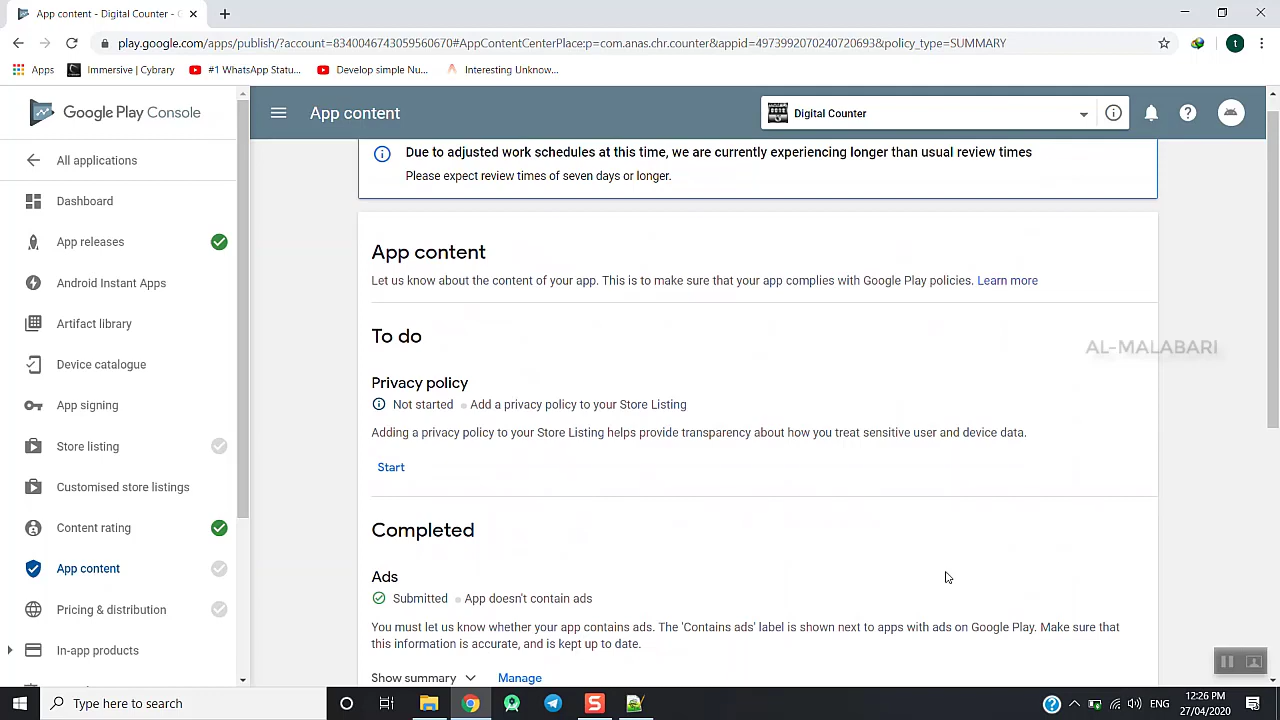 App content - Digital Counter -
play.google.com/apps/publish/?account=8340046743059560670#AppContentCenterPlace:p=com.anas.chr.counter&appid=4973992070240720693&policy_type=SUMMARY
t
Apps
Immersive | Cybrary
#1 WhatsApp Statu...
Develop simple Nu...
Interesting Unknow...
Google Play Console
App content
Digital Counter
All applications
Dashboard
App releases
Android Instant Apps
Artifact library
Device catalogue
App signing
Store listing
Customised store listings
Content rating
App content
Pricing & distribution
In-app products
Due to adjusted work schedules at this time, we are currently experiencing longer than usual review times
Please expect review times of seven days or longer.
App content
Let us know about the content of your app. This is to make sure that your app complies with Google Play policies. Learn more
To do
AL-MALABARI
Privacy policy
Not started Add a privacy policy to your Store Listing
Adding a privacy policy to your Store Listing helps provide transparency about how you treat sensitive user and device data.
Start
Completed
Ads
Submitted App doesn't contain ads
You must let us know whether your app contains ads. The 'Contains ads' label is shown next to apps with ads on Google Play. Make sure that
this information is accurate, and is kept up to date.
Show summary Manage
Type here to search
ENG
12:26 PM
27/04/2020